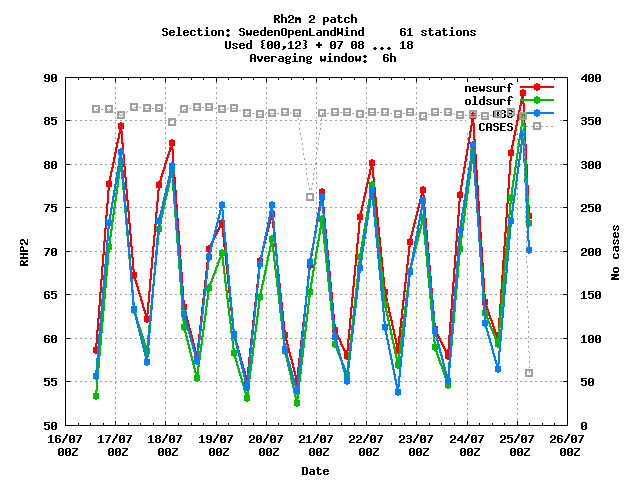 Rh2m 2 patch
Selection: SwedenOpenLandWind 61 stations
Used {00,12} + 07 08 ... 18
Averaging window: 6h
newsurf
oldsurf
OBS
CASES
90
85
80
75
70
65
60
55
50
400
350
300
250
200
150
100
50
0
RHP2
No cases
16/07 17/07 18/07 19/07 20/07 21/07 22/07 23/07 24/07 25/07 26/07
00Z 00Z 00Z 00Z 00Z 00Z 00Z 00Z 00Z 00Z 00Z
Date